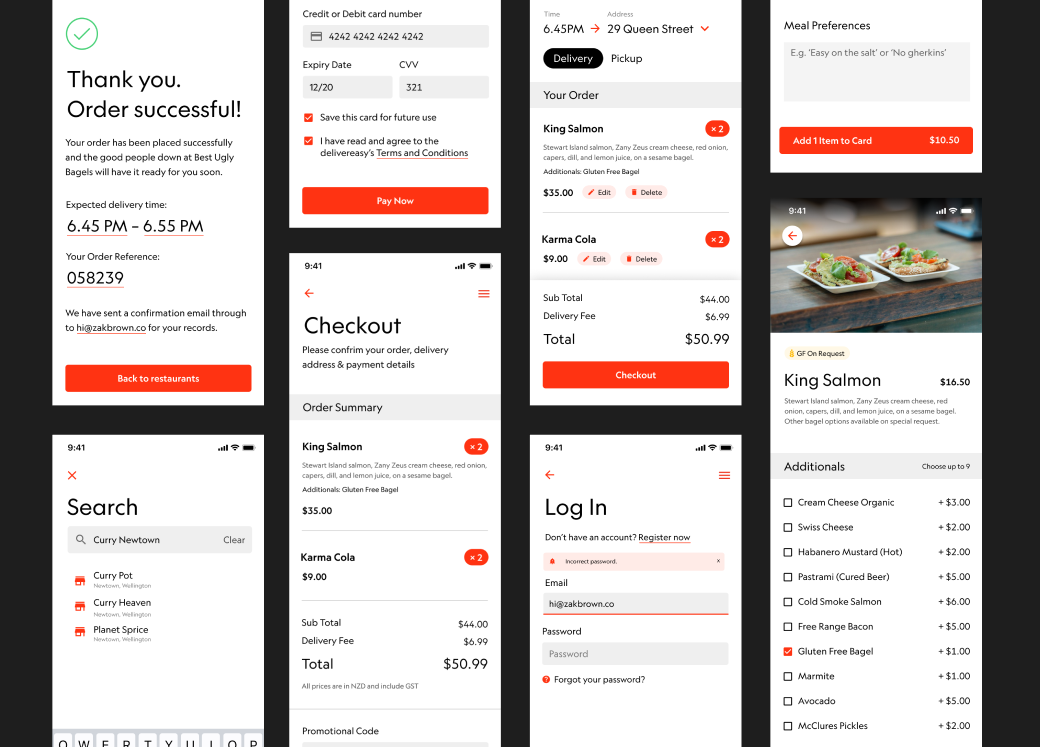 Thank you.
Order successful!
Your order has been placed successfully
and the good people down at Best Ugly
Bagels will have it ready for you soon.
Expected delivery time:
6.45 PM – 6.55 PM
Your Order Reference:
058239
We have sent a confirmation email through
to hi@zakbrown.co for your records.
Back to restaurants
9:41
Search
Curry Newtown
Clear
Curry Pot
Newtown, Wellington
Curry Heaven
Newtown, Wellington
Planet Sprice
Newtown, Wellington
Q W E R T Y U I O P
Credit or Debit card number
4242 4242 4242 4242
Expiry Date
CVV
12/20
321
Save this card for future use
I have read and agree to the
delivereasy's Terms and Conditions
Pay Now
9:41
Checkout
Please confrim your order, delivery
address & payment details
Order Summary
King Salmon
× 2
Stewart Island salmon, Zany Zeus cream cheese, red onion,
capers, dill, and lemon juice, on a sesame bagel.
Additionals: Gluten Free Bagel
$35.00
Karma Cola
× 2
$9.00
Sub Total
$44.00
Delivery Fee
$6.99
Total
$50.99
All prices are in NZD and include GST
Promotional Code
Time
Address
6.45PM
29 Queen Street
Delivery
Pickup
Your Order
King Salmon
× 2
Stewart Island salmon, Zany Zeus cream cheese, red onion,
capers, dill, and lemon juice, on a sesame bagel.
Additionals: Gluten Free Bagel
$35.00
Edit
Delete
Karma Cola
× 2
$9.00
Edit
Delete
Sub Total
$44.00
Delivery Fee
$6.99
Total
$50.99
Checkout
9:41
Log In
Don't have an account? Register now
Incorrect password.
x
Email
hi@zakbrown.co
Password
Password
? Forgot your password?
Meal Preferences
E.g. 'Easy on the salt' or 'No gherkins'
Add 1 Item to Card
$10.50
9:41
GF On Request
King Salmon
$16.50
Stewart Island salmon, Zany Zeus cream cheese, red
onion, capers, dill, and lemon juice, on a sesame bagel.
Other bagel options available on special request.
Additionals
Choose up to 9
Cream Cheese Organic
+ $3.00
Swiss Cheese
+ $2.00
Habanero Mustard (Hot)
+ $2.00
Pastrami (Cured Beer)
+ $5.00
Cold Smoke Salmon
+ $6.00
Free Range Bacon
+ $5.00
Gluten Free Bagel
+ $1.00
Marmite
+ $1.00
Avocado
+ $5.00
McClures Pickles
+ $2.00